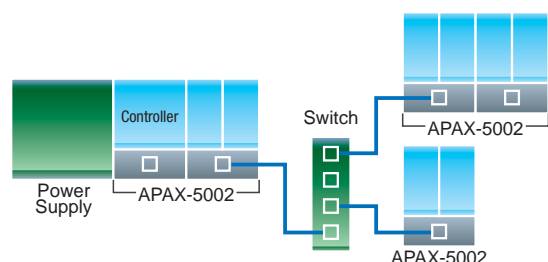 Controller
Switch
APAX-5002
Power
Supply
APAX-5002
APAX-5002